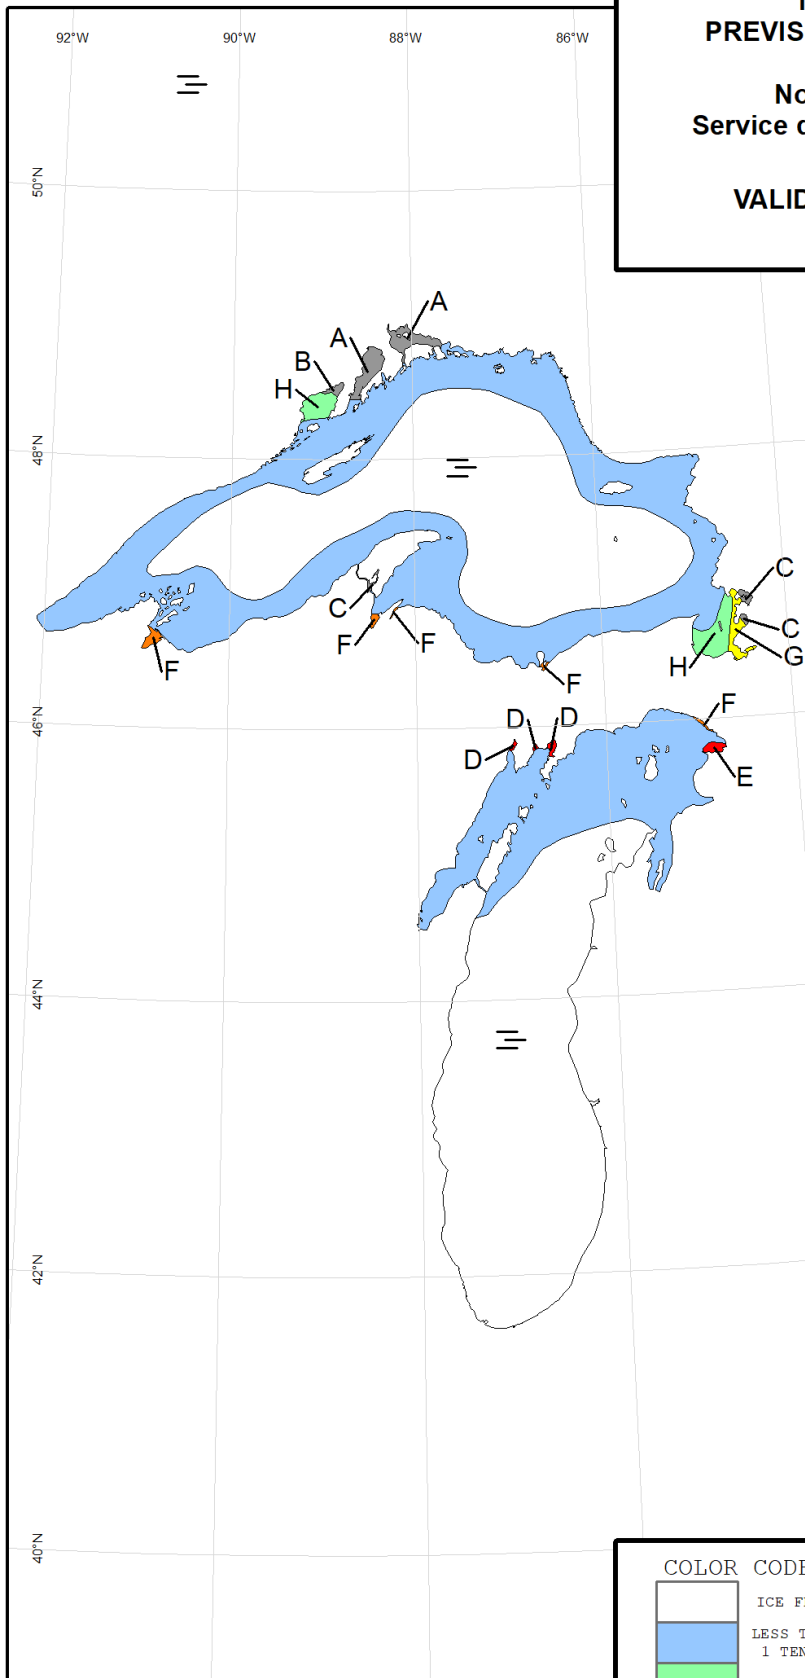 92°W
90°W
88°W
86°W
PREVIS
No
Service d
VALID
50°N
A
A
B
H
48°N
C
C
C
G
F
F
H
F
F
46°N
F
D
D
D
E
44°N
42°N
40°N
COLOR CODE
ICE F
LESS T
1 TEN